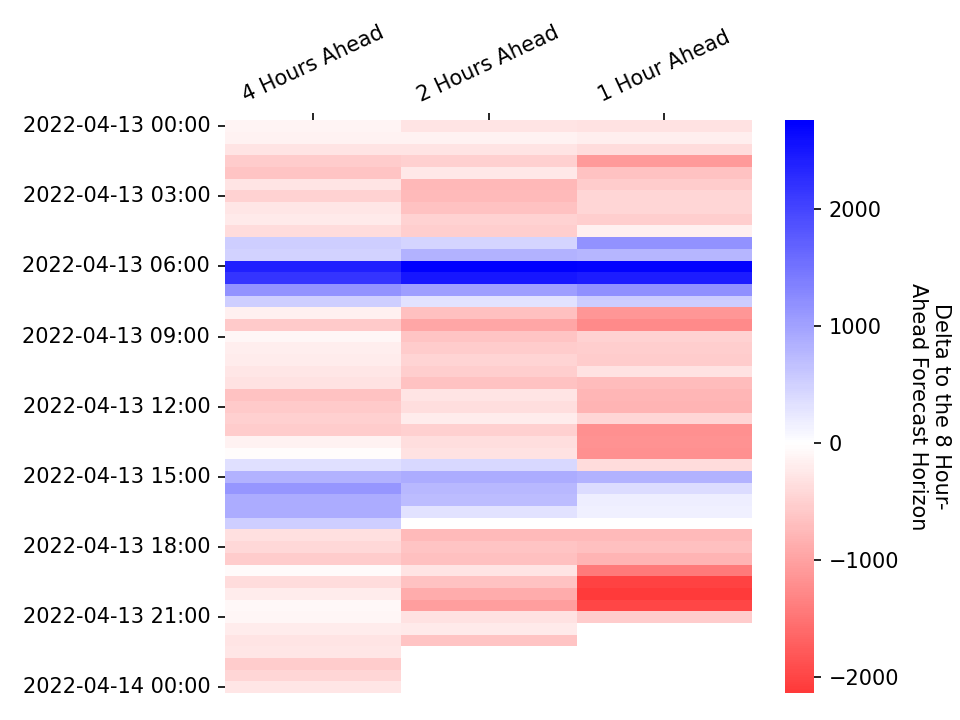 4 Hours Ahead
2 Hours Ahead
1 Hour Ahead
2022-04-13 00:00
2022-04-13 03:00
2022-04-13 06:00
2022-04-13 09:00
2022-04-13 12:00
2022-04-13 15:00
2022-04-13 18:00
2022-04-13 21:00
2022-04-14 00:00
2000
1000
0
−1000
−2000
Delta to the 8 Hour-
Ahead Forecast Horizon